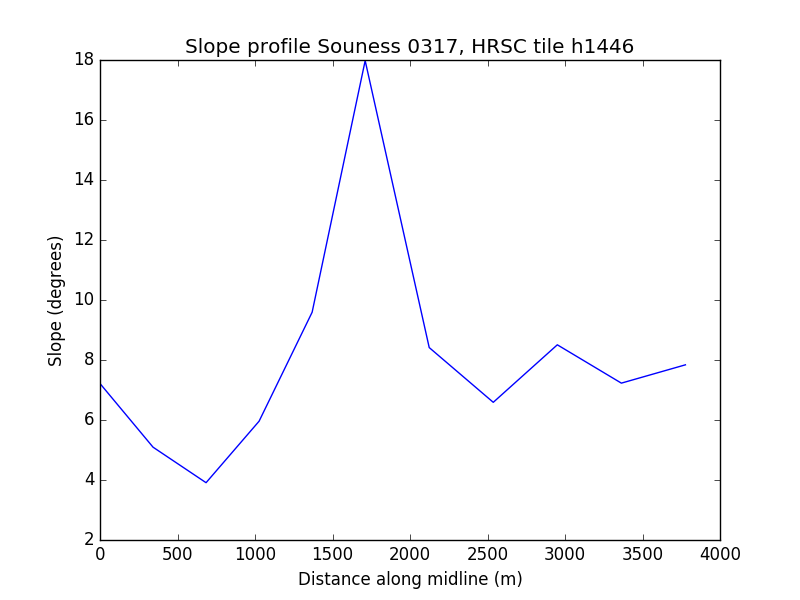 Slope profile Souness 0317, HRSC tile h1446
18
16
14
12
10
8
6
4
2
Slope (degrees)
0 500 1000 1500 2000 2500 3000 3500 4000
Distance along midline (m)